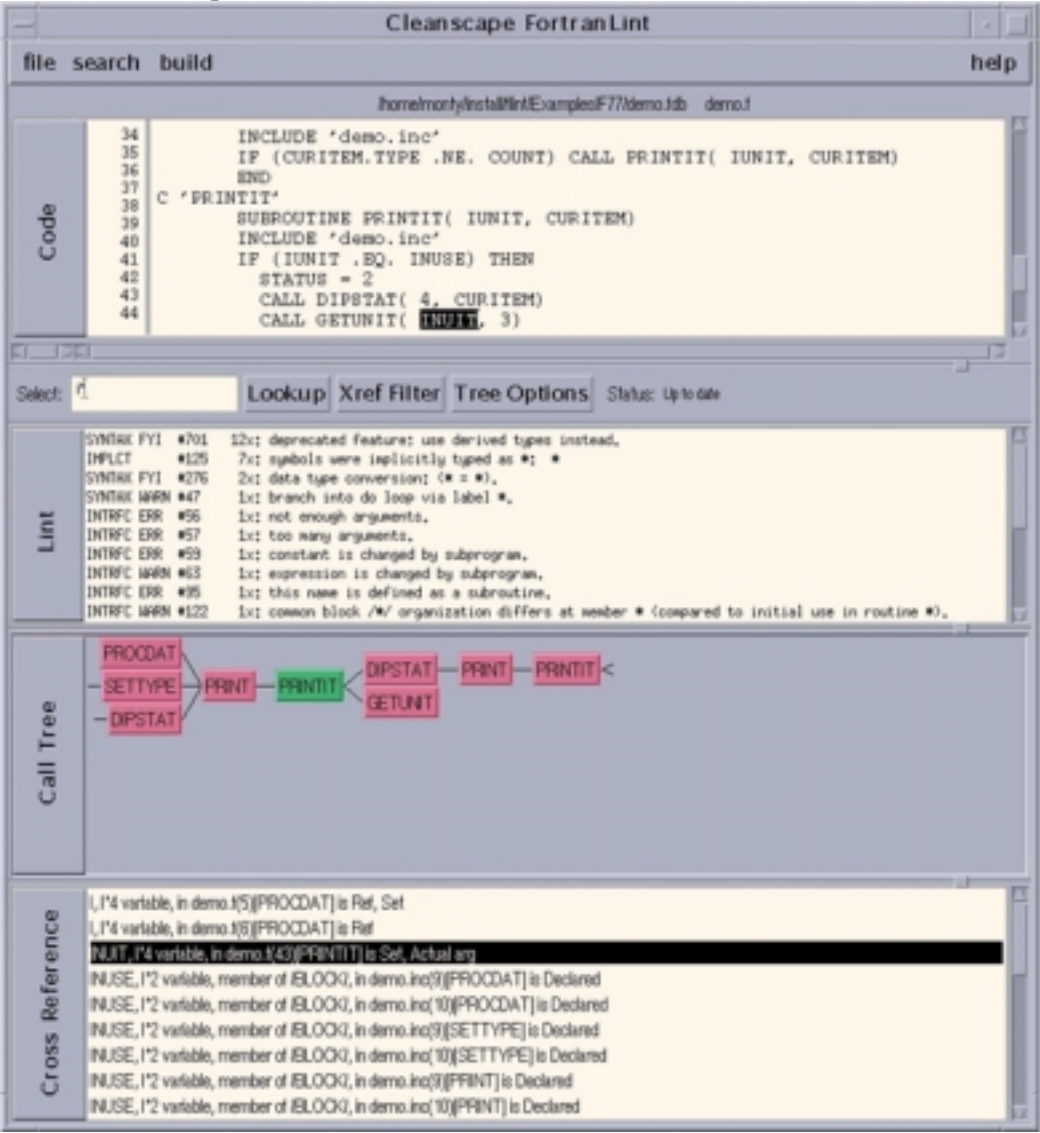 Cleanscape FortranLint
file search build help
/home/monty/install/flint/Examples/F77/demo.fdb demo.f
Code
34 INCLUDE 'demo.inc'
35 IF (CURITEM.TYPE .NE. COUNT) CALL PRINTIT( IUNIT, CURITEM)
36 END
37 C 'PRINTIT'
38 SUBROUTINE PRINTIT( IUNIT, CURITEM)
39 INCLUDE 'demo.inc'
40 IF (IUNIT .EQ. INUSE) THEN
41 STATUS = 2
42 CALL DIPSTAT( 4, CURITEM)
43 CALL GETUNIT( INUIT, 3)
44
Select: Lookup Xref Filter Tree Options Status: Up to date
Lint
SYNTAX FYI #701 12x: deprecated feature: use derived types instead.
IMPLCT #125 7x: symbols were implicitly typed as *: *
SYNTAX FYI #276 2x: data type conversion: (* = *).
SYNTAX WARN #47 1x: branch into do loop via label *.
INTRFC ERR #56 1x: not enough arguments.
INTRFC ERR #57 1x: too many arguments.
INTRFC ERR #59 1x: constant is changed by subprogram.
INTRFC WARN #63 1x: expression is changed by subprogram.
INTRFC ERR #95 1x: this name is defined as a subroutine.
INTRFC WARN #122 1x: common block /*/ organization differs at member * (compared to initial use in routine *).
Call Tree
PROCDAT
SETTYPE PRINT PRINTIT DIPSTAT PRINT PRINTIT
DIPSTAT GETUNIT
Cross Reference
I, I*4 variable, in demo.f(5)[PROCDAT] is Ref, Set
I, I*4 variable, in demo.f(6)[PROCDAT] is Ref
INUIT, I*4 variable, in demo.f(43)[PRINTIT] is Set, Actual arg
INUSE, I*2 variable, member of /BLOCK/, in demo.inc(9)[PROCDAT] is Declared
INUSE, I*2 variable, member of /BLOCK/, in demo.inc(10)[PROCDAT] is Declared
INUSE, I*2 variable, member of /BLOCK/, in demo.inc(9)[SETTYPE] is Declared
INUSE, I*2 variable, member of /BLOCK/, in demo.inc(10)[SETTYPE] is Declared
INUSE, I*2 variable, member of /BLOCK/, in demo.inc(9)[PRINT] is Declared
INUSE, I*2 variable, member of /BLOCK/, in demo.inc(10)[PRINT] is Declared